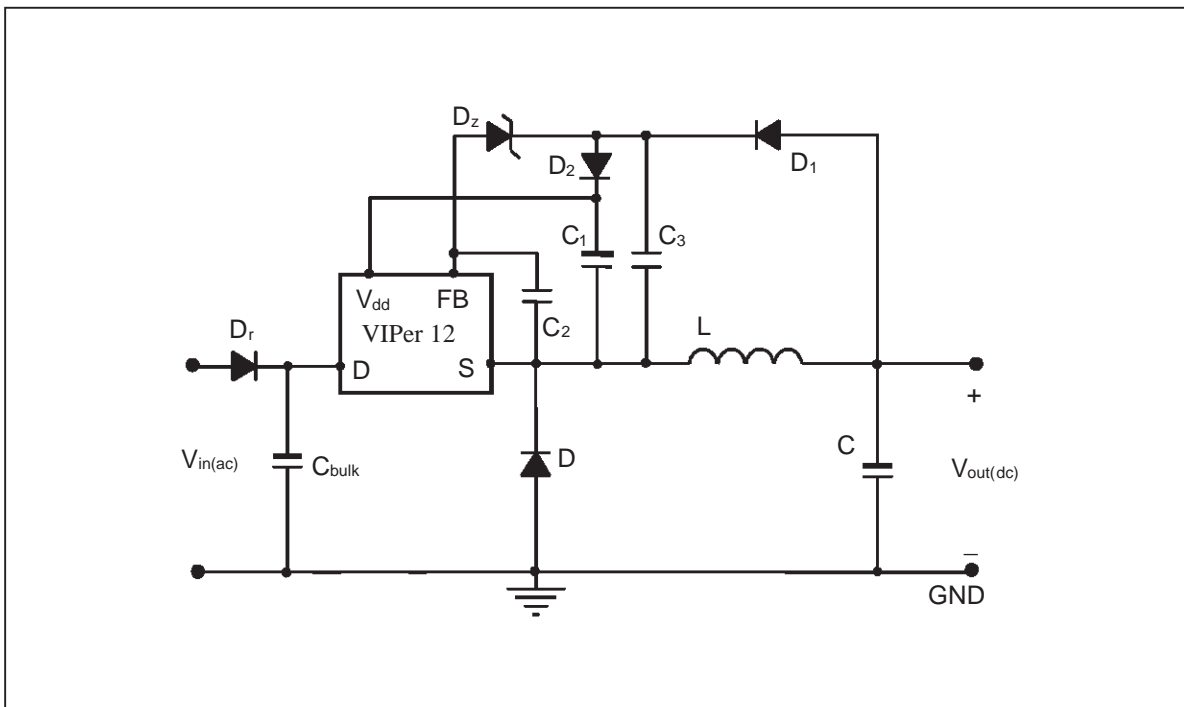 Dz
D2
D1
C1
C3
Vdd
FB
VIPer 12
C2
L
Dr
D
S
+
Vin(ac)
Cbulk
D
C
Vout(dc)
−
GND